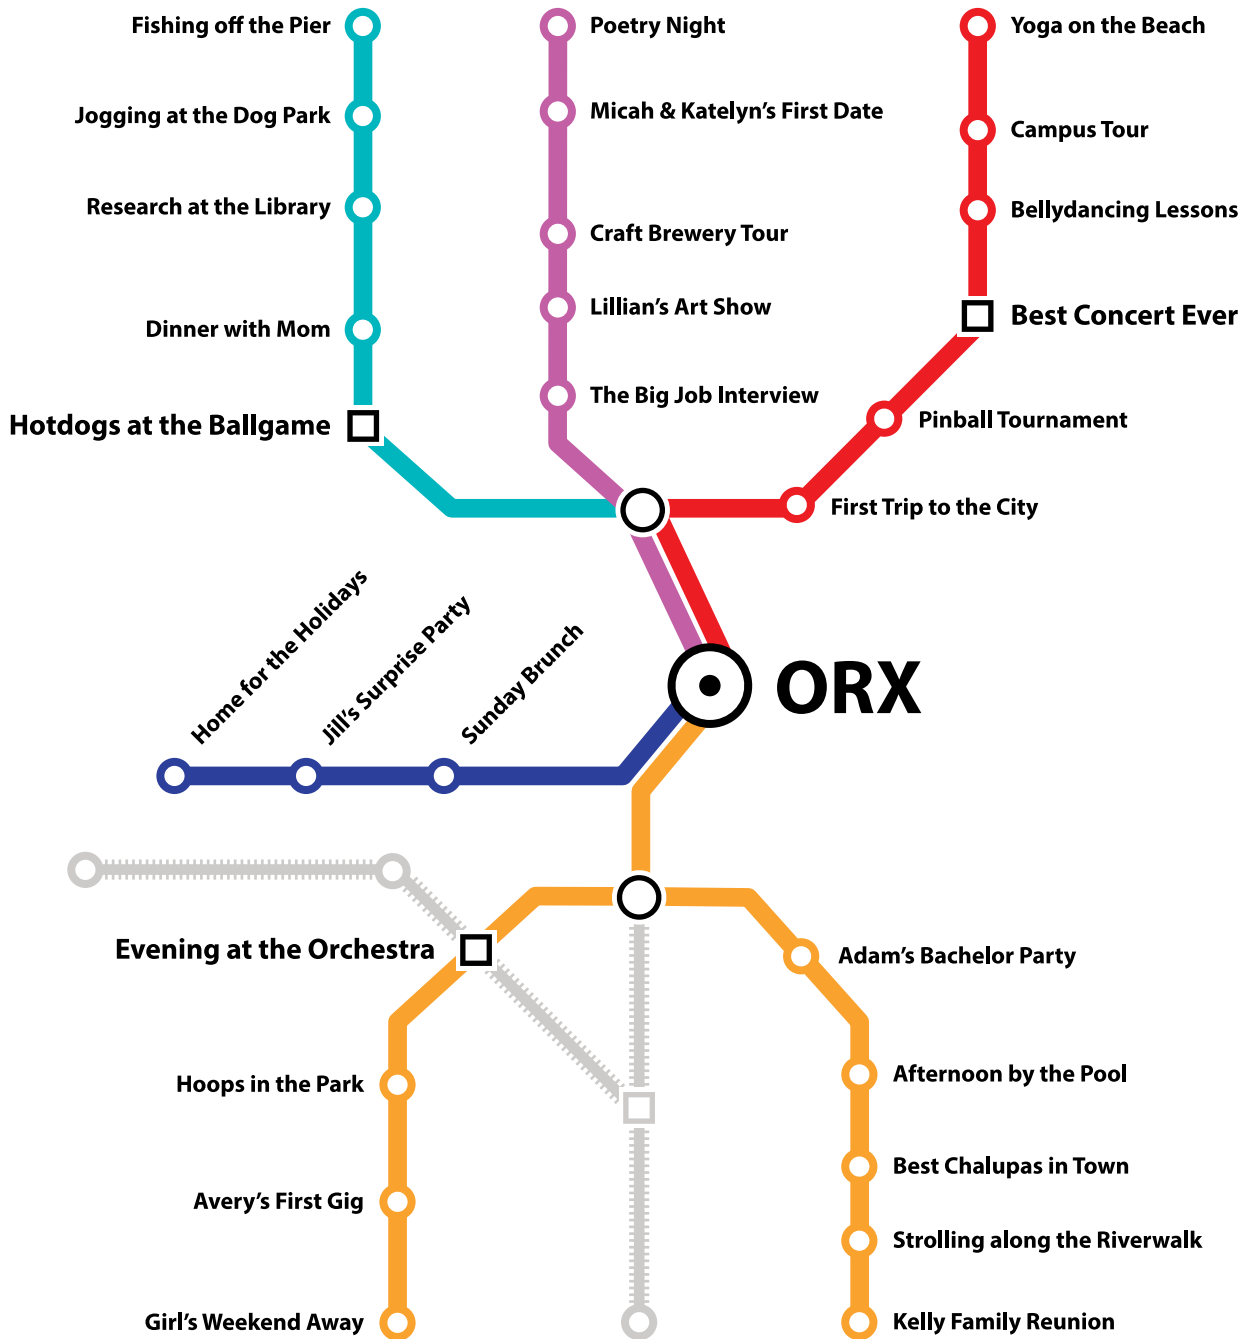 Fishing off the Pier
Poetry Night
Yoga on the Beach
Jogging at the Dog Park
Micah & Katelyn's First Date
Campus Tour
Research at the Library
Craft Brewery Tour
Bellydancing Lessons
Dinner with Mom
Lillian's Art Show
Best Concert Ever
Hotdogs at the Ballgame
The Big Job Interview
Pinball Tournament
First Trip to the City
Home for the Holidays
Jill's Surprise Party
Sunday Brunch
ORX
Evening at the Orchestra
Adam's Bachelor Party
Hoops in the Park
Afternoon by the Pool
Best Chalupas in Town
Avery's First Gig
Strolling along the Riverwalk
Girl's Weekend Away
Kelly Family Reunion